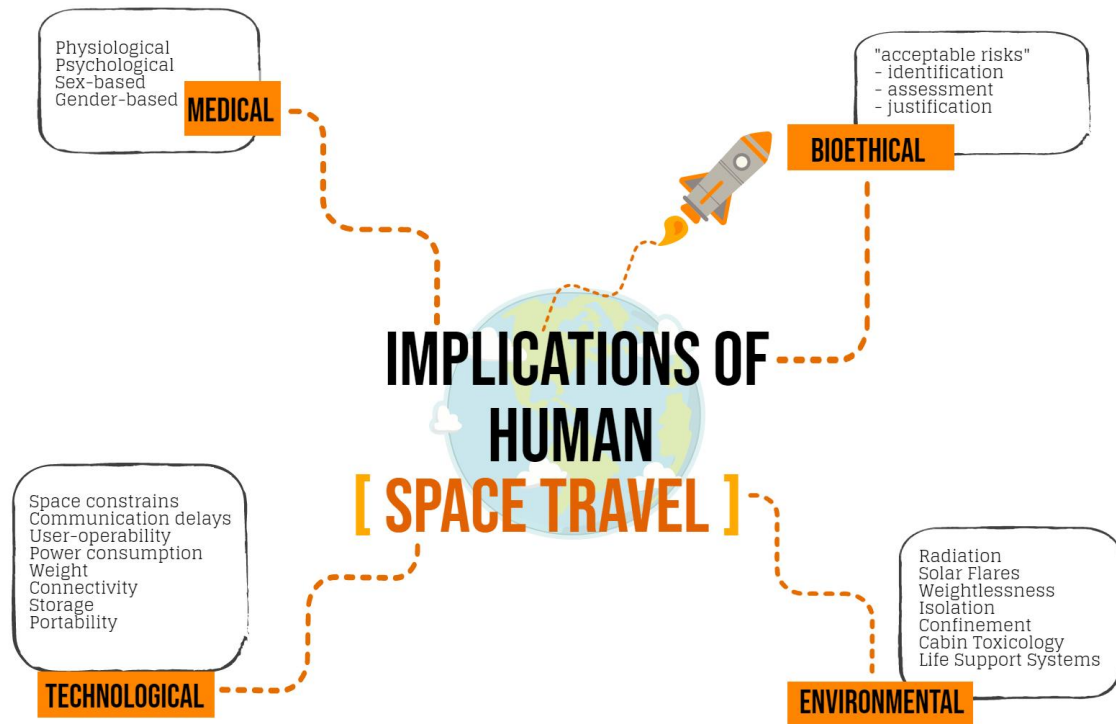 Physiological
Psychological
Sex-based
Gender-based
MEDICAL
"acceptable risks"
- identification
- assessment
- justification
BIOETHICAL
IMPLICATIONS OF
HUMAN
[ SPACE TRAVEL ]
Space constrains
Communication delays
User-operability
Power consumption
Weight
Connectivity
Storage
Portability
TECHNOLOGICAL
Radiation
Solar Flares
Weightlessness
Isolation
Confinement
Cabin Toxicology
Life Support Systems
ENVIRONMENTAL